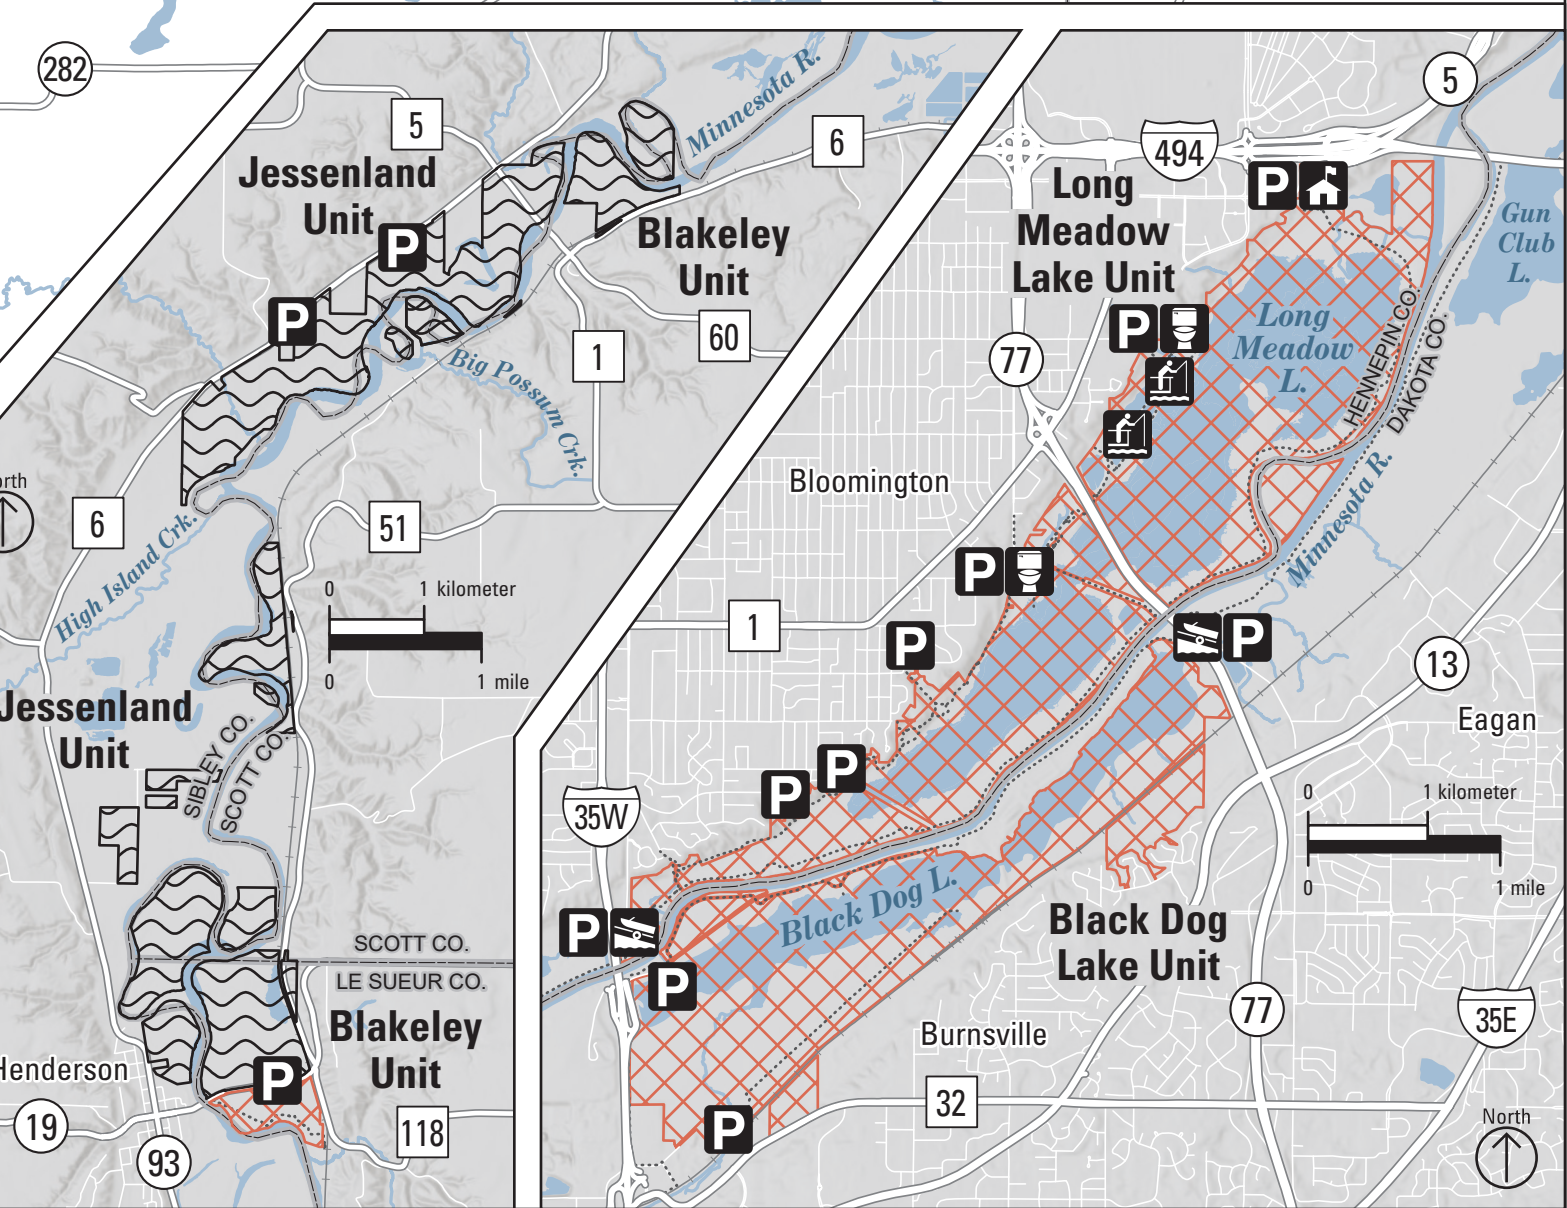 282
5
Minnesota R.
6
Jessenland
Unit
P
Blakeley
Unit
P
60
1
Big Possum Crk.
6
51
High Island Crk.
0 1 kilometer
0 1 mile
Jessenland
Unit
SIBLEY CO.
SCOTT CO.
SCOTT CO.
LE SUEUR CO.
Blakeley
Unit
Henderson
P
19
118
93
5
494
Long
Meadow
Lake Unit
P
Gun
Club
L.
P
Long
Meadow
L.
77
HENNEPIN CO.
DAKOTA CO.
Bloomington
Minnesota R.
P
1
P
P
13
Eagan
P
P
35W
0 1 kilometer
0 1 mile
Black Dog L.
P
P
Black Dog
Lake Unit
77
35E
Burnsville
32
P
North